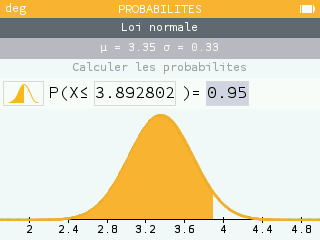 deg PROBABILITES
Loi normale
μ = 3.35 σ = 0.33
Calculer les probabilites
P(X≤ 3.892802 )= 0.95
2 2.4 2.8 3.2 3.6 4 4.4 4.8